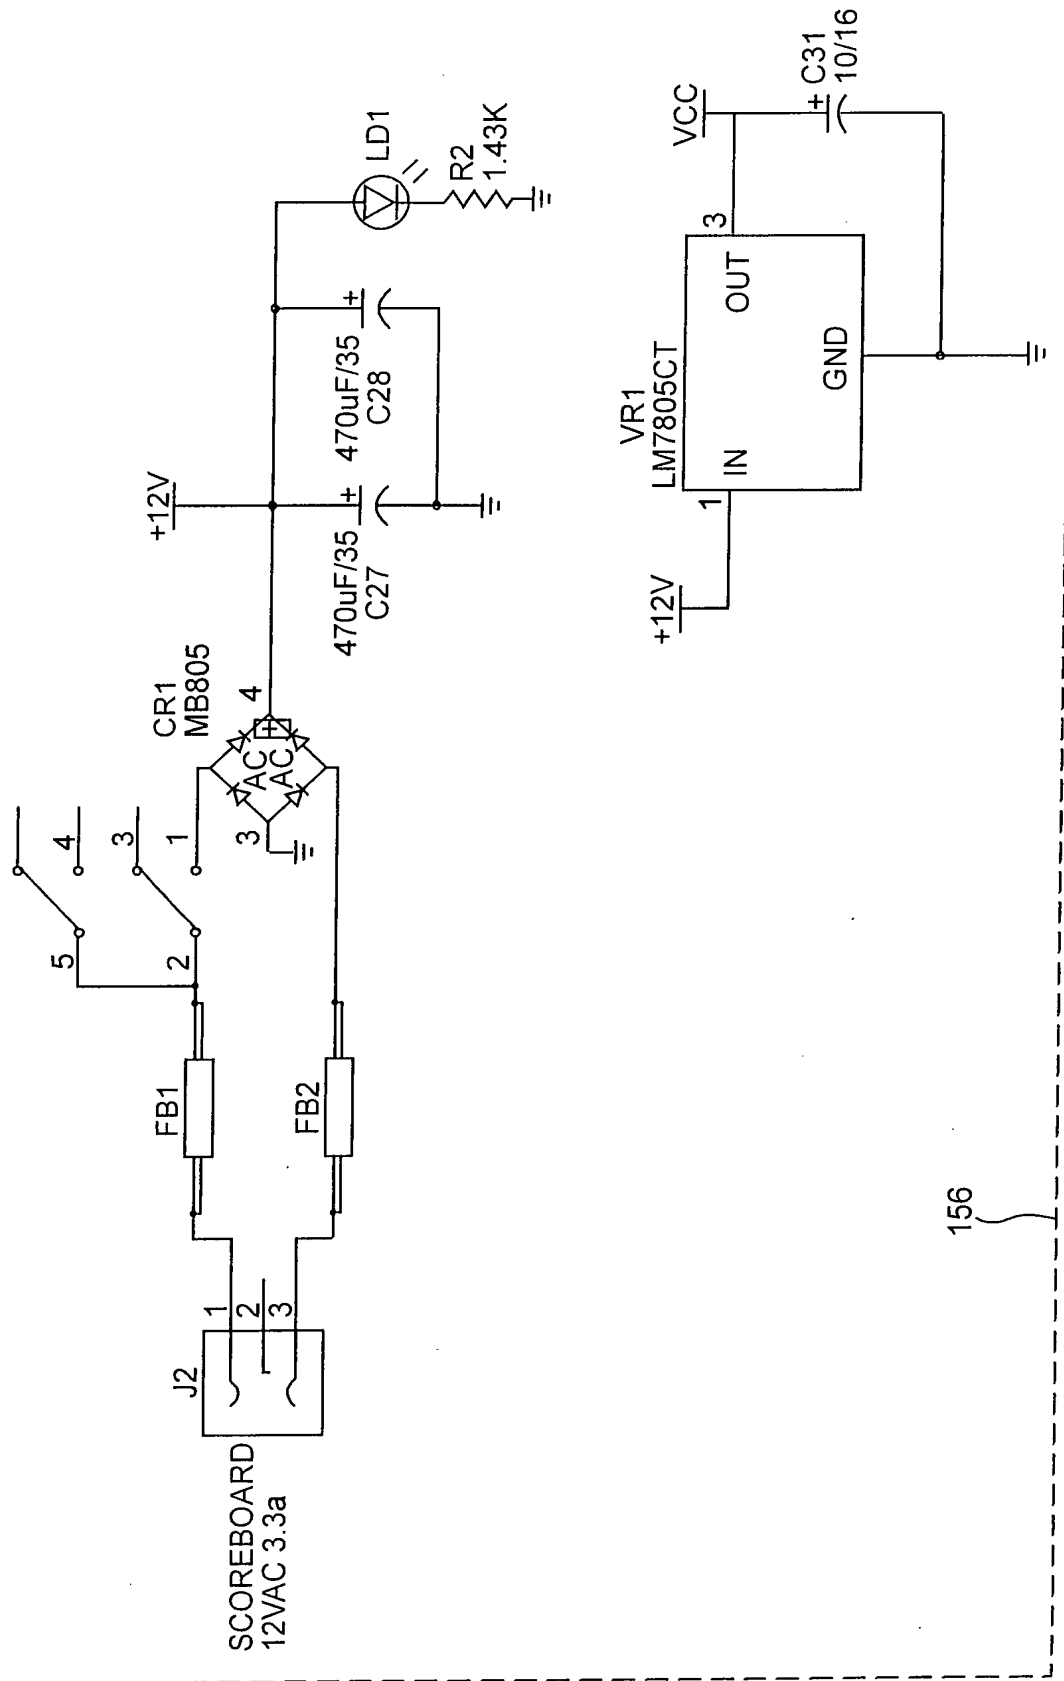 SCOREBOARD
12VAC 3.3a
J2
1
2
3
FB1
FB2
5
2
4
3
1
CR1
MB805
3
AC
AC
+
4
+12V
470uF/35
C27
+
470uF/35
C28
+
LD1
R2
1.43K
+12V
1
VR1
LM7805CT
IN
OUT
GND
3
VCC
+
C31
10/16
156